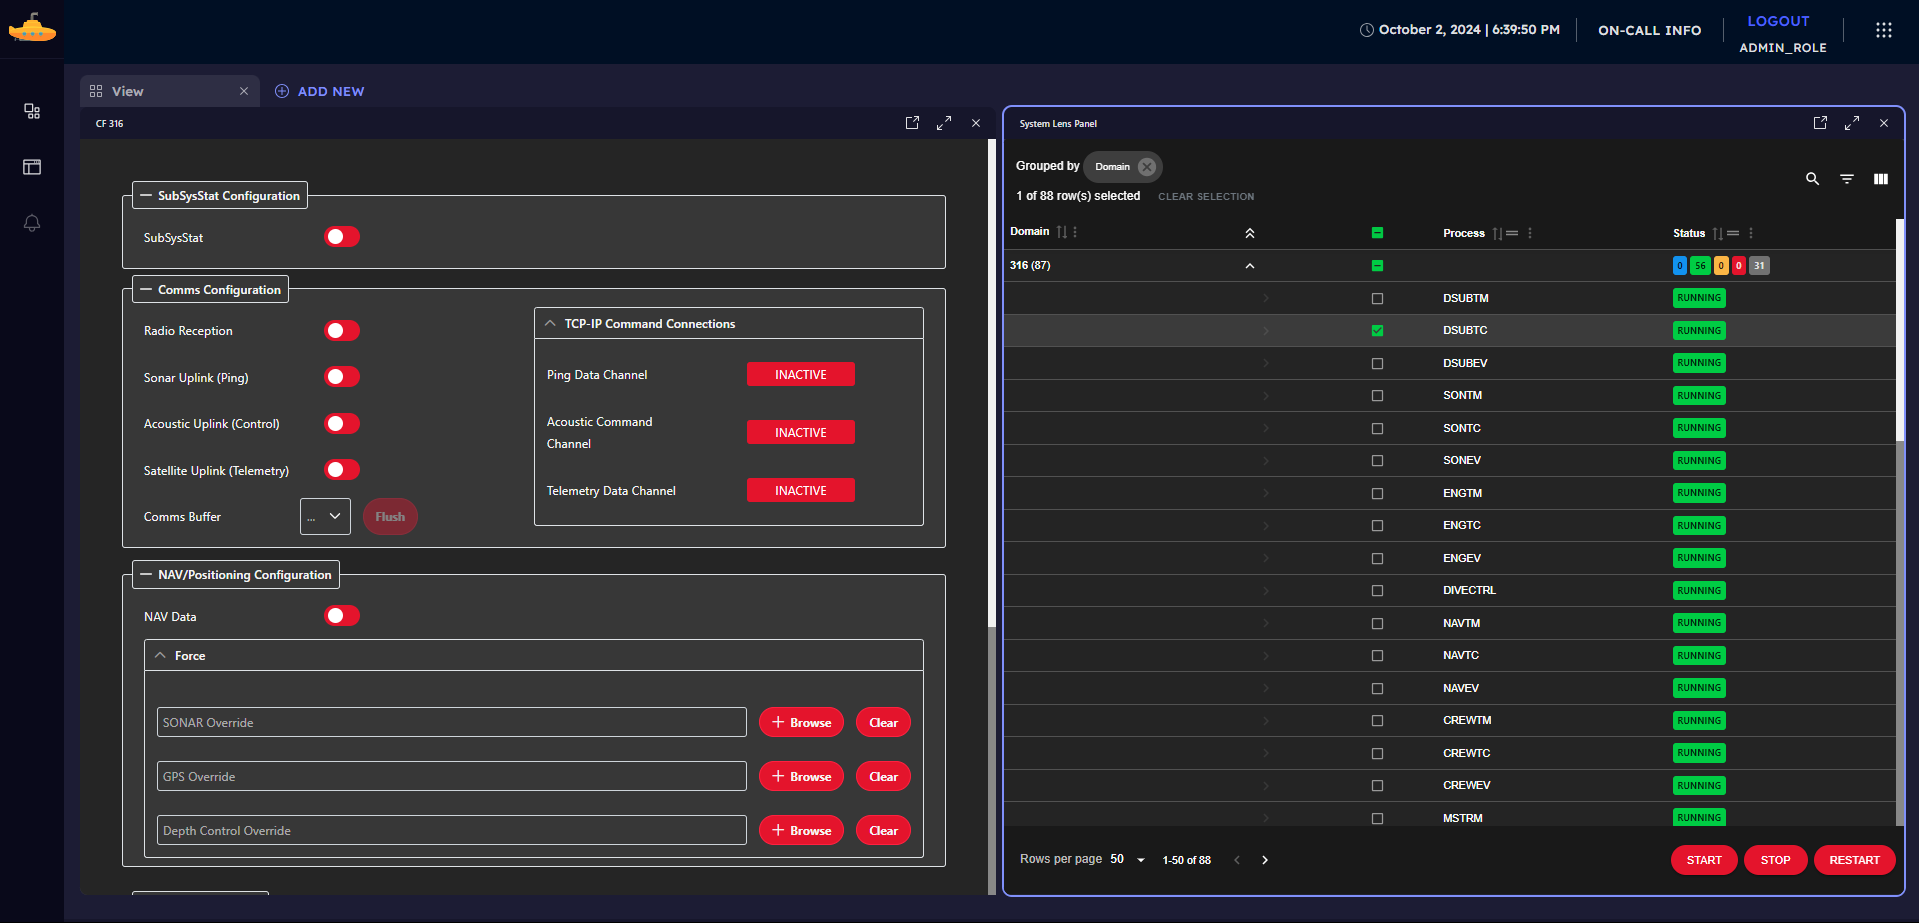 October 2, 2024 | 6:39:50 PM
ON-CALL INFO
LOGOUT
ADMIN_ROLE
View
ADD NEW
CF 316
SubSysStat Configuration
SubSysStat
Comms Configuration
Radio Reception
Sonar Uplink (Ping)
Acoustic Uplink (Control)
Satellite Uplink (Telemetry)
Comms Buffer
...
Flush
TCP-IP Command Connections
Ping Data Channel INACTIVE
Acoustic Command
Channel
INACTIVE
Telemetry Data Channel INACTIVE
NAV/Positioning Configuration
NAV Data
Force
SONAR Override Browse Clear
GPS Override Browse Clear
Depth Control Override Browse Clear
System Lens Panel
Grouped by Domain
1 of 88 row(s) selected CLEAR SELECTION
Domain Process Status
316 (87) 0 56 0 0 31
DSUBTM RUNNING
DSUBTC RUNNING
DSUBEV RUNNING
SONTM RUNNING
SONTC RUNNING
SONEV RUNNING
ENGTM RUNNING
ENGTC RUNNING
ENGEV RUNNING
DIVECTRL RUNNING
NAVTM RUNNING
NAVTC RUNNING
NAVEV RUNNING
CREWTM RUNNING
CREWTC RUNNING
CREWEV RUNNING
MSTRM RUNNING
Rows per page 50 1-50 of 88
START STOP RESTART